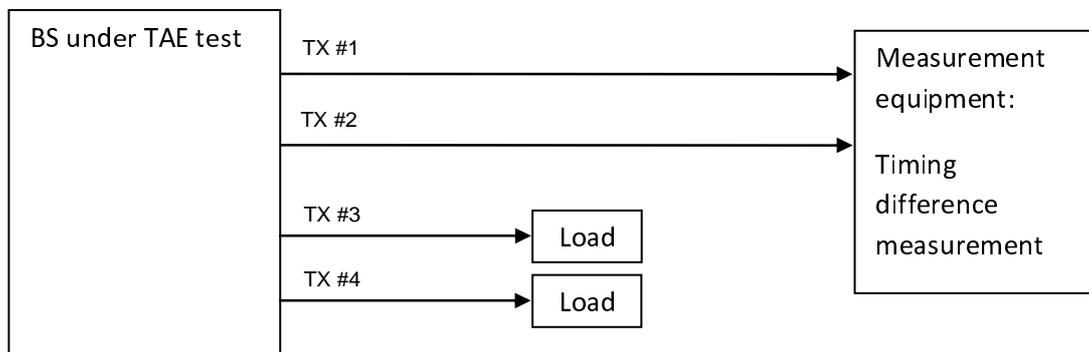 BS under TAE test
TX #1
TX #2
TX #3
Load
TX #4
Load
Measurement
equipment:
Timing
difference
measurement